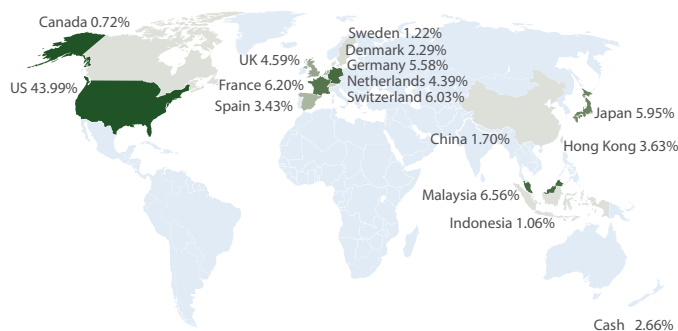 Canada 0.72%
US 43.99%
UK 4.59%
France 6.20%
Spain 3.43%
Sweden 1.22%
Denmark 2.29%
Germany 5.58%
Netherlands 4.39%
Switzerland 6.03%
Japan 5.95%
China 1.70%
Hong Kong 3.63%
Malaysia 6.56%
Indonesia 1.06%
Cash 2.66%